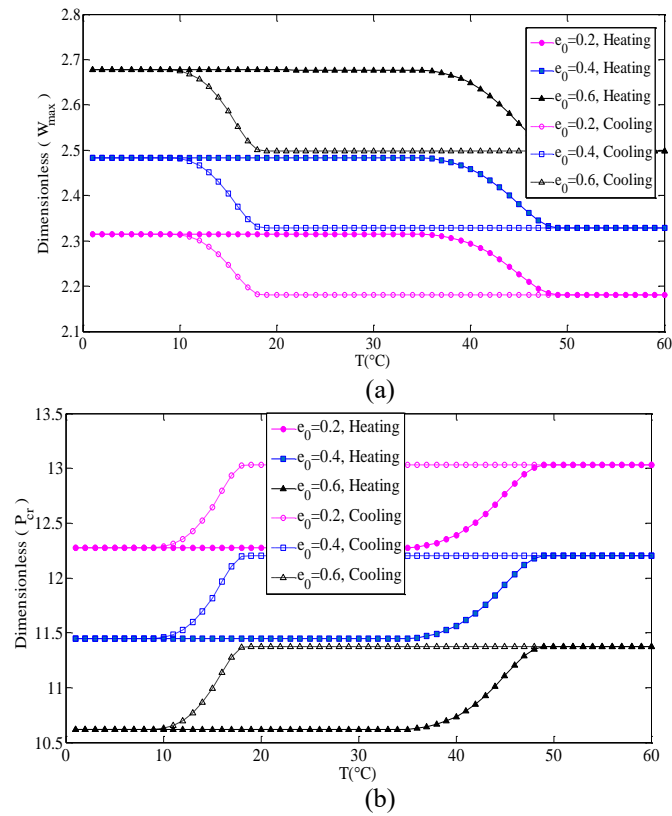 2.8
2.7
2.6
2.5
2.4
2.3
2.2
2.1
Dimensionless ( W_max )
e_0=0.2, Heating
e_0=0.4, Heating
e_0=0.6, Heating
e_0=0.2, Cooling
e_0=0.4, Cooling
e_0=0.6, Cooling
0 10 20 30 40 50 60
T(°C)
(a)
13.5
13
12.5
12
11.5
11
10.5
Dimensionless ( P_cr )
e_0=0.2, Heating
e_0=0.4, Heating
e_0=0.6, Heating
e_0=0.2, Cooling
e_0=0.4, Cooling
e_0=0.6, Cooling
0 10 20 30 40 50 60
T(°C)
(b)